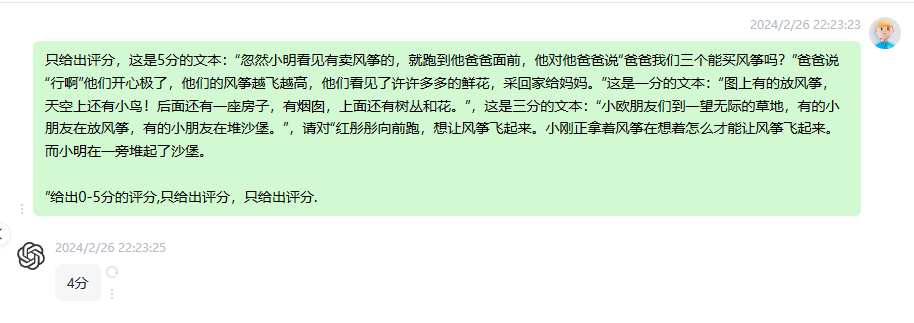 2024/2/26 22:23:23
只给出评分，这是5分的文本：“忽然小明看见有卖风筝的，就跑到他爸爸面前，他对他爸爸说“爸爸我们三个能买风筝吗？”爸爸说
“行啊”他们开心极了，他们的风筝越飞越高，他们看见了许许多多的鲜花，采回家给妈妈。”这是一分的文本：“图上有的放风筝，
天空上还有小鸟！后面还有一座房子，有烟囱，上面还有树丛和花。”，这是三分的文本：“小欧朋友们到一望无际的草地，有的小
朋友在放风筝，有的小朋友在堆沙堡。”，请对“红彤彤向前跑，想让风筝飞起来。小刚正拿着风筝在想着怎么才能让风筝飞起来。
而小明在一旁堆起了沙堡。
”给出0-5分的评分,只给出评分，只给出评分.
2024/2/26 22:23:25
4分